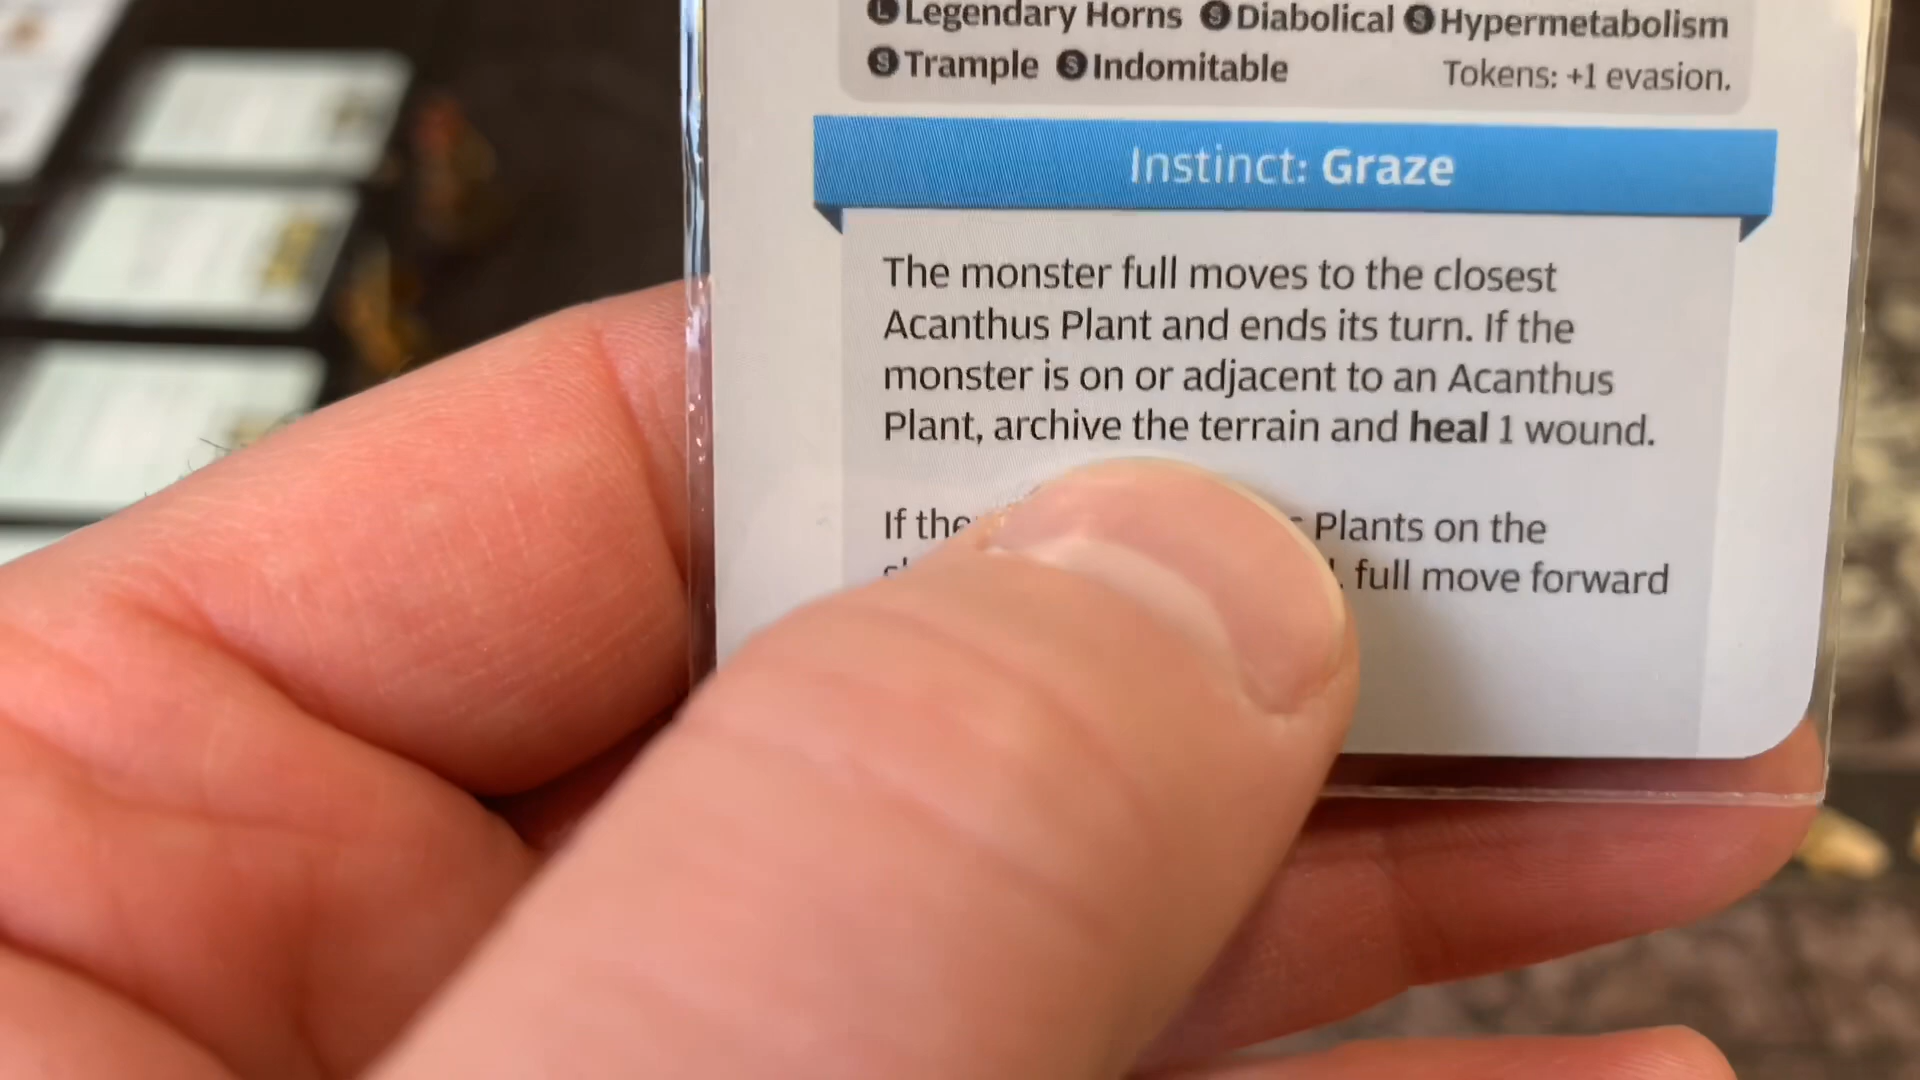 L Legendary Horns S Diabolical S Hypermetabolism
S Trample S Indomitable Tokens: +1 evasion.
Instinct: Graze
The monster full moves to the closest
Acanthus Plant and ends its turn. If the
monster is on or adjacent to an Acanthus
Plant, archive the terrain and heal 1 wound.
If the Plants on the
full move forward